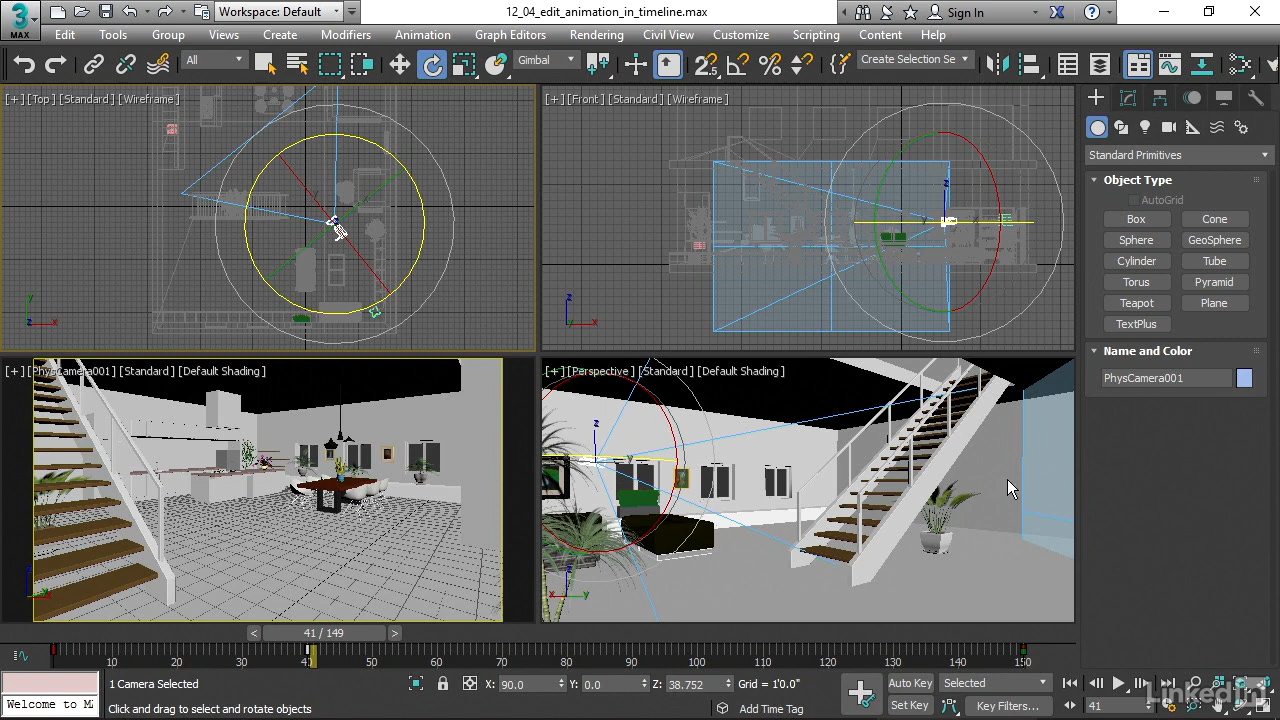 3
MAX
Workspace: Default
12_04_edit_animation_in_timeline.max
Sign In
Edit Tools Group Views Create Modifiers Animation Graph Editors Rendering Civil View Customize Scripting Content Help
All
Gimbal
Create Selection Se
[+] [Top] [Standard] [Wireframe]
[+] [Front] [Standard] [Wireframe]
Standard Primitives
Object Type
AutoGrid
Box Cone
Sphere GeoSphere
Cylinder Tube
Torus Pyramid
Teapot Plane
TextPlus
Name and Color
PhysCamera001
[+] [PhysCamera001] [Standard] [Default Shading]
[+] [Perspective] [Standard] [Default Shading]
< 41 / 149 >
10 20 30 40 50 60 70 80 90 100 110 120 130 140 150
1 Camera Selected
X: 90.0 Y: 0.0 Z: 38.752 Grid = 1'0.0"
Auto Key Selected
Welcome to M
Click and drag to select and rotate objects
Add Time Tag
Set Key Key Filters... 41
LinkedIn